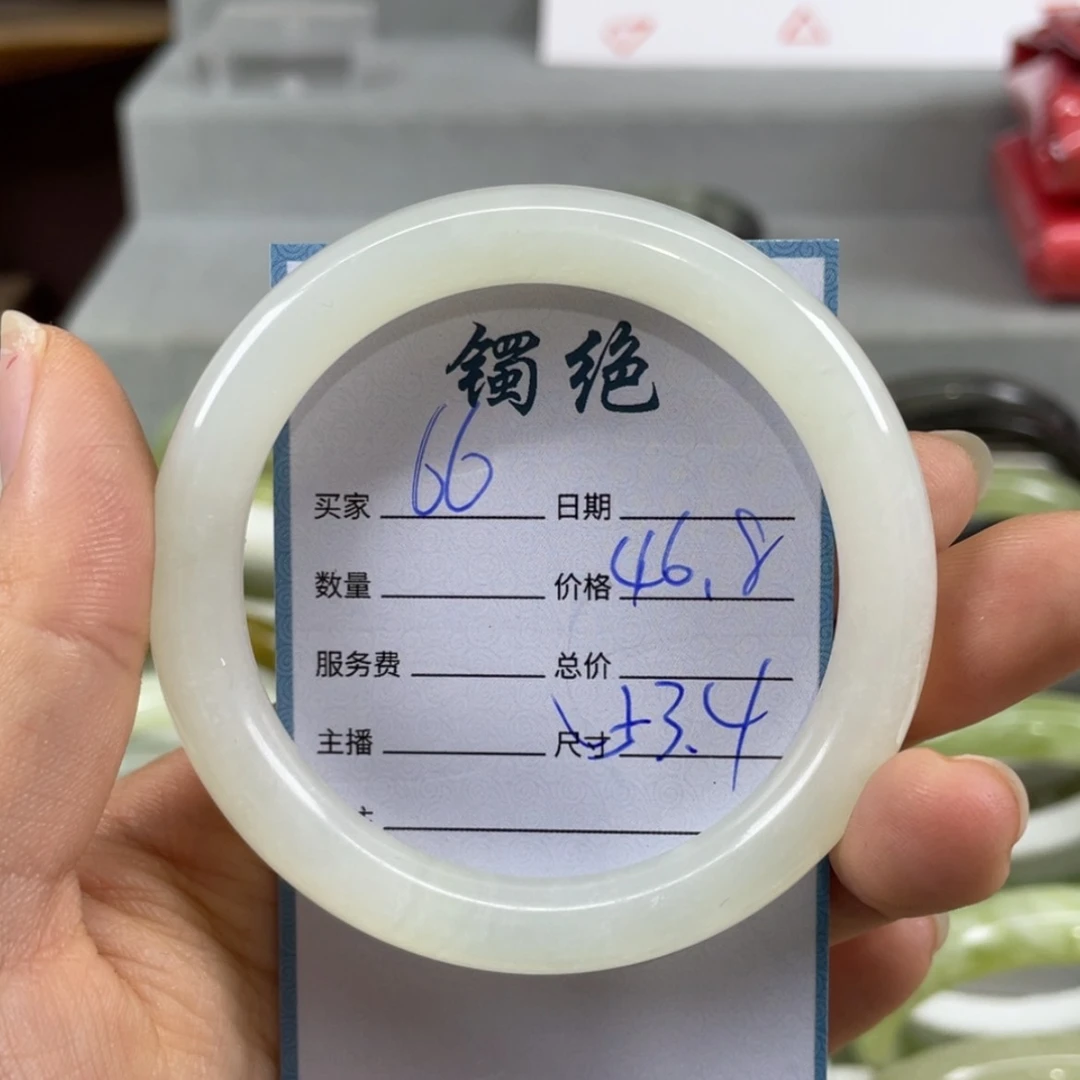 镯绝
买家 66 日期
数量 价格 46.8
服务费 总价
主播 尺寸 53.4